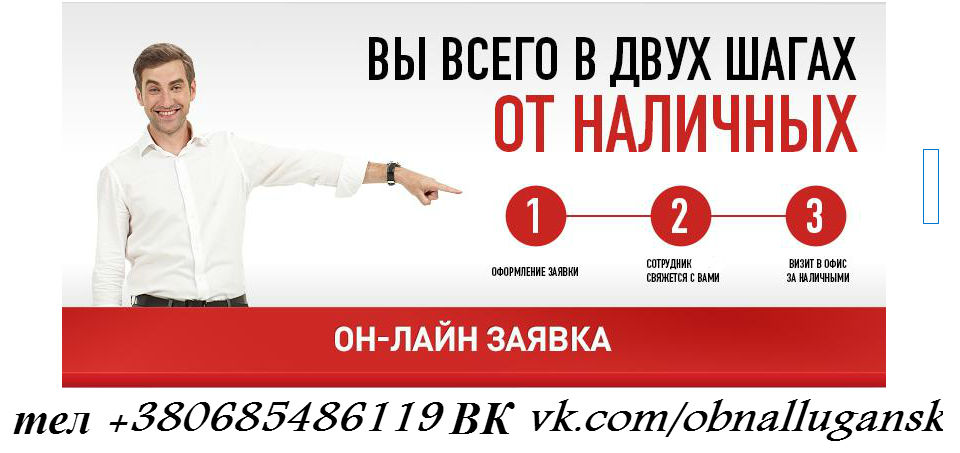 ВЫ ВСЕГО В ДВУХ ШАГАХ
ОТ НАЛИЧНЫХ
1
2
3
ОФОРМЛЕНИЕ ЗАЯВКИ
СОТРУДНИК
СВЯЖЕТСЯ С ВАМИ
ВИЗИТ В ОФИС
ЗА НАЛИЧНЫМИ
ОН-ЛАЙН ЗАЯВКА
тел +380685486119 ВК vk.com/obnallugansk